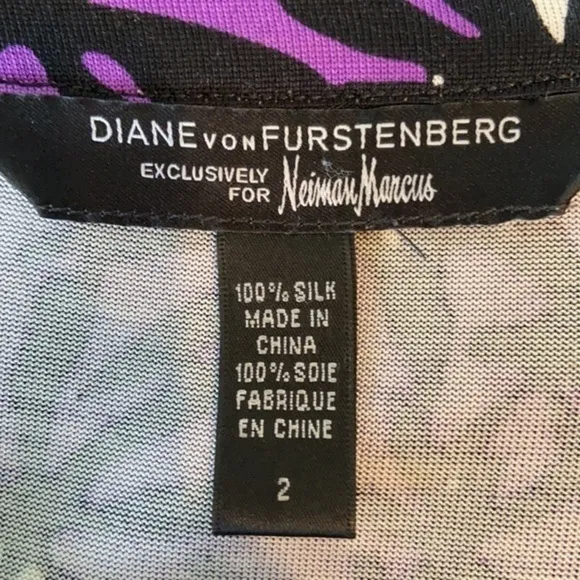 DIANE VON FURSTENBERG
EXCLUSIVELY
FOR Neiman Marcus
100% SILK
MADE IN
CHINA
100% SOIE
FABRIQUE
EN CHINE
2